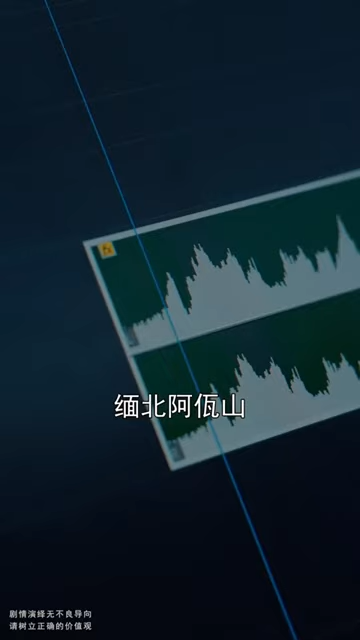 fx
缅北阿佤山
剧情演绎无不良导向
请树立正确的价值观